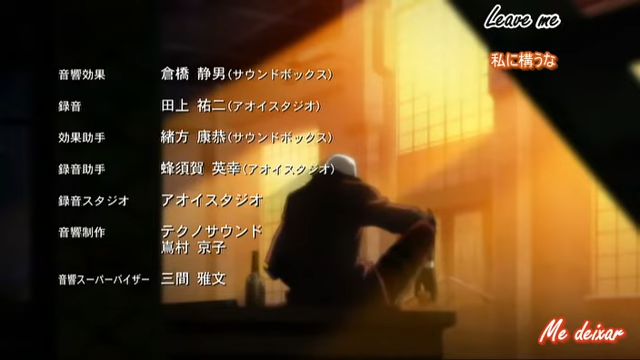 Leave me
私に構うな
音響効果 倉橋 静男(サウンドボックス)
録音 田上 祐二(アオイスタジオ)
効果助手 緒方 康恭(サウンドボックス)
録音助手 蜂須賀 英幸(アオイスタジオ)
録音スタジオ アオイスタジオ
音響制作 テクノサウンド
嶌村 京子
音響スーパーバイザー 三間 雅文
Me deixar